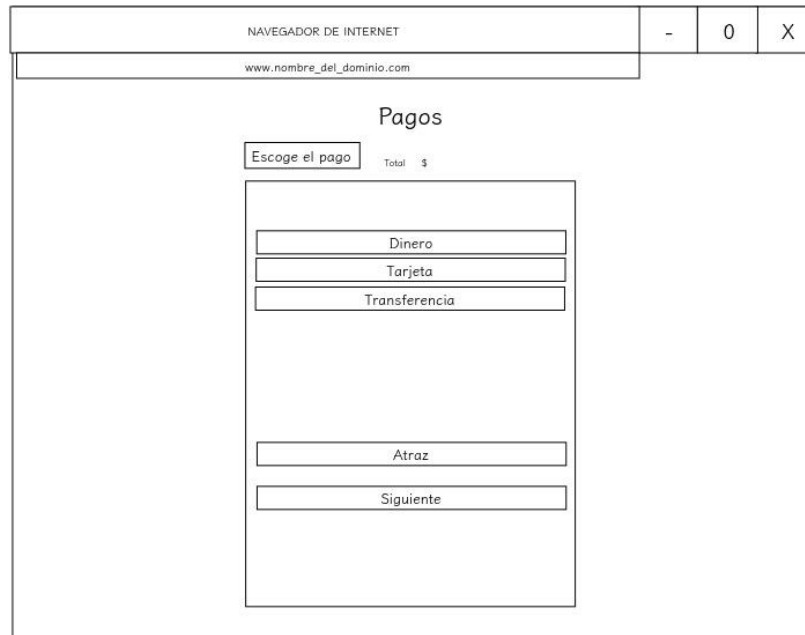 NAVEGADOR DE INTERNET - 0 X
www.nombre_del_dominio.com
Pagos
Escoge el pago Total $
Dinero
Tarjeta
Transferencia
Atraz
Siguiente